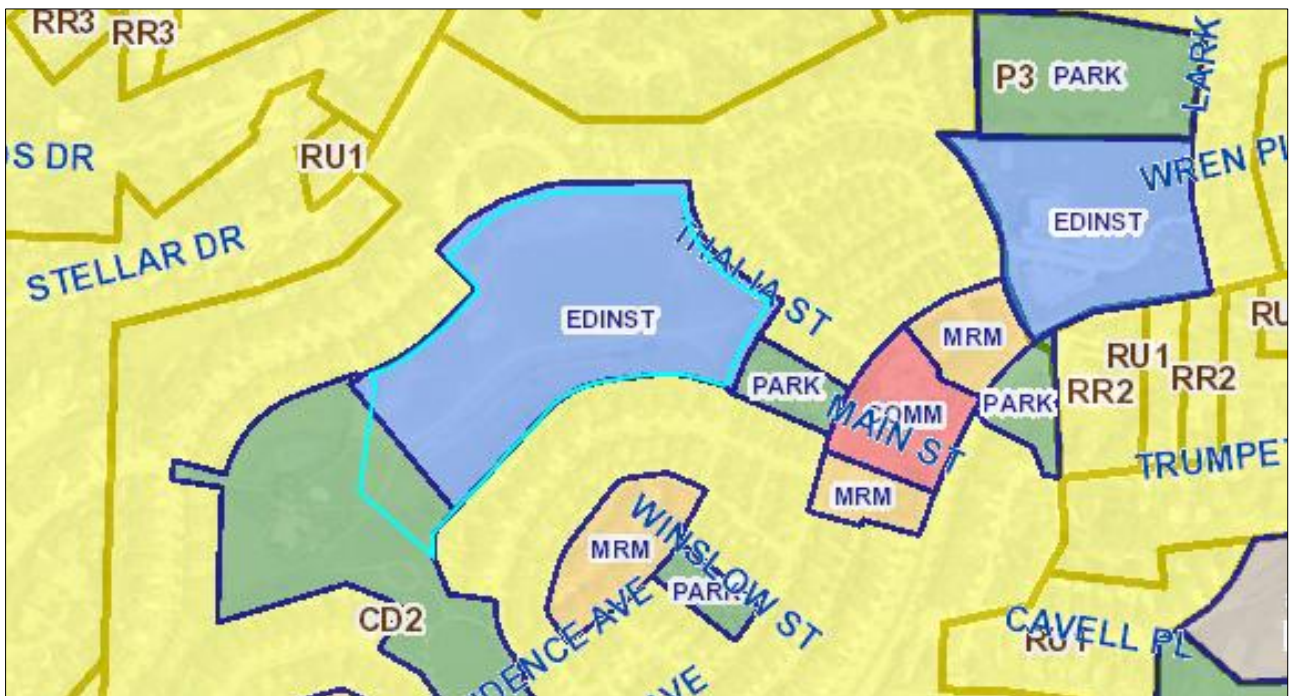 RR3
RR3
P3
PARK
LARK
OS DR
RU1
WREN PL
EDINST
STELLAR DR
THALIA ST
EDINST
MRM
RU
RU1
RR2
RR2
PARK
PARK
COMM
MAIN ST
TRUMPET
MRM
WINSLOW ST
MRM
PARK
CD2
CAVELL PL
RU1
DENCE AVE
AVE